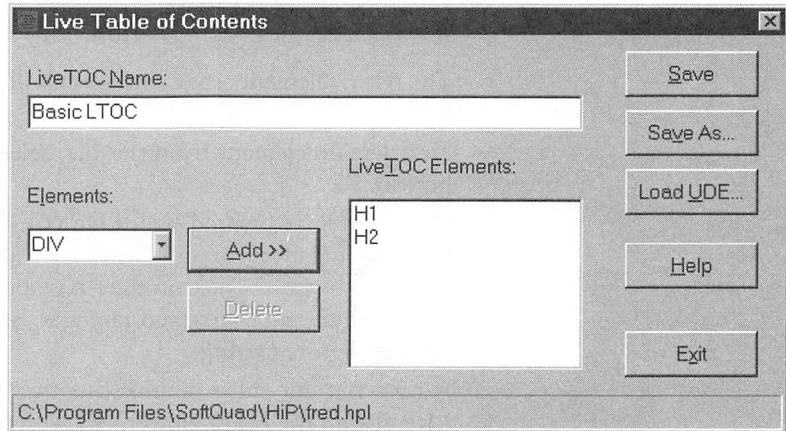 Live Table of Contents
LiveTOC Name:
Basic LTOC
Elements:
DIV
Add >>
Delete
LiveTOC Elements:
H1
H2
Save
Save As...
Load UDE...
Help
Exit
C:\Program Files\SoftQuad\HiP\fred.hpl